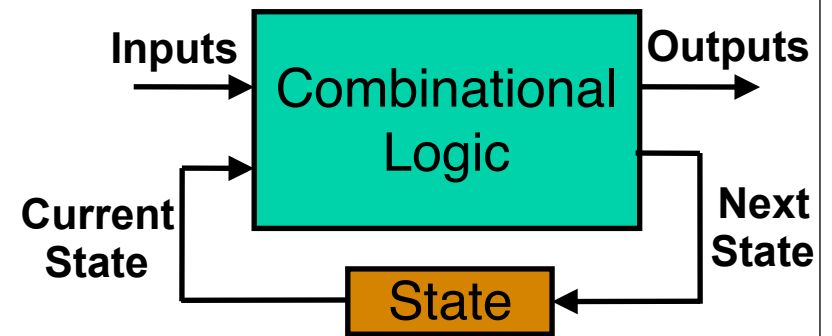 Inputs
Outputs
Combinational
Logic
Current
State
Next
State
State